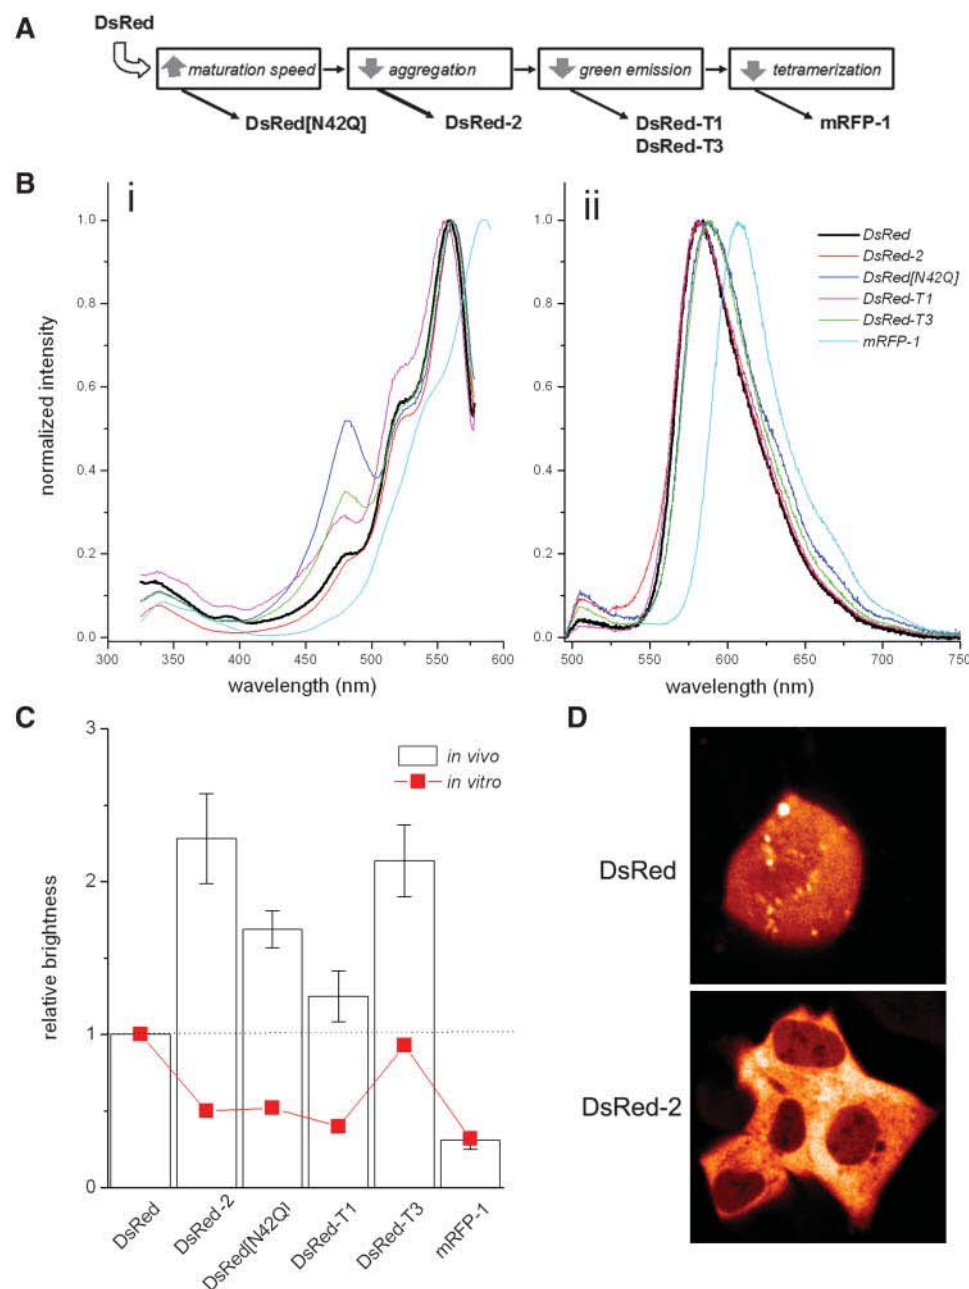 A
DsRed
maturation speed
aggregation
green emission
tetramerization
DsRed[N42Q]
DsRed-2
DsRed-T1
DsRed-T3
mRFP-1
B
i
normalized intensity
1.0
0.8
0.6
0.4
0.2
0.0
300 350 400 450 500 550 600
wavelength (nm)
ii
1.0
0.8
0.6
0.4
0.2
0.0
500 550 600 650 700 750
wavelength (nm)
DsRed
DsRed-2
DsRed[N42Q]
DsRed-T1
DsRed-T3
mRFP-1
C
relative brightness
3
2
1
0
in vivo
in vitro
DsRed
DsRed-2
DsRed[N42Q]
DsRed-T1
DsRed-T3
mRFP-1
D
DsRed
DsRed-2